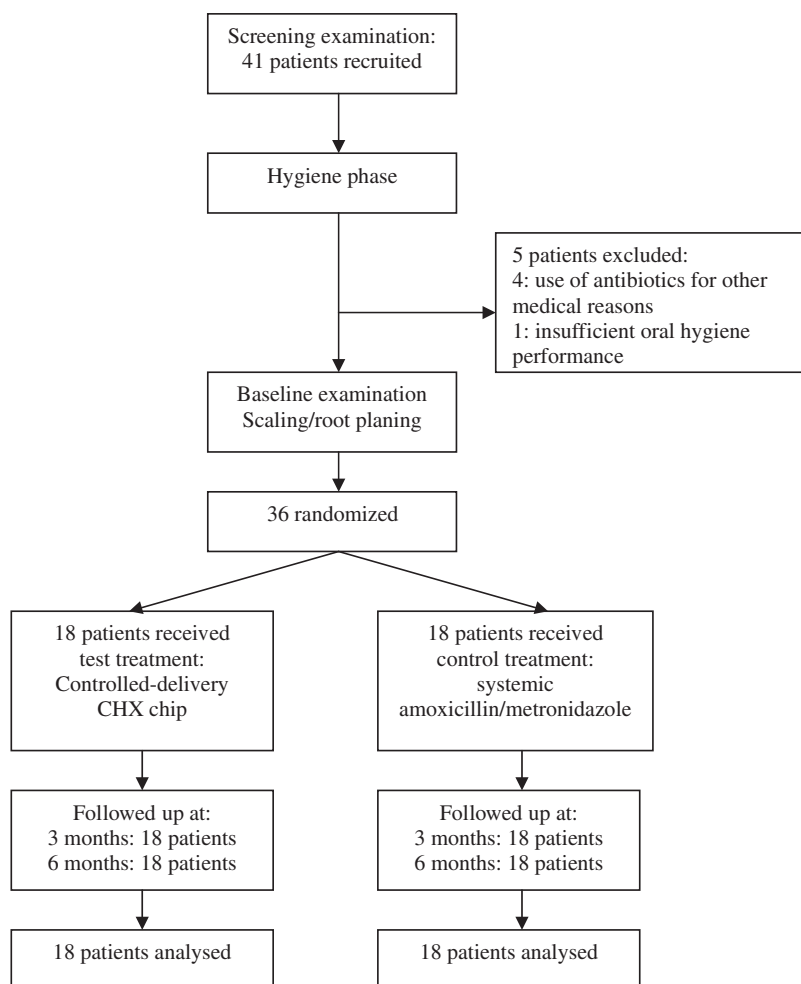 Screening examination:
41 patients recruited
Hygiene phase
5 patients excluded:
4: use of antibiotics for other
medical reasons
1: insufficient oral hygiene
performance
Baseline examination
Scaling/root planing
36 randomized
18 patients received
test treatment:
Controlled-delivery
CHX chip
18 patients received
control treatment:
systemic
amoxicillin/metronidazole
Followed up at:
3 months: 18 patients
6 months: 18 patients
Followed up at:
3 months: 18 patients
6 months: 18 patients
18 patients analysed
18 patients analysed